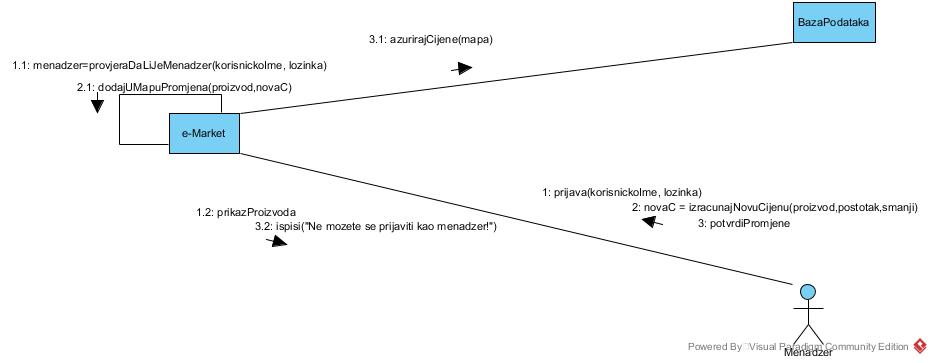 BazaPodataka
3.1: azurirajCijene(mapa)
1.1: menadzer=provjeraDaLiJeMenadzer(korisnickoIme, lozinka)
2.1: dodajUMapuPromjena(proizvod,novaC)
e-Market
1: prijava(korisnickoIme, lozinka)
2: novaC = izracunajNovuCijenu(proizvod,postotak,smanji)
3: potvrdiPromjene
1.2: prikazProizvoda
3.2: ispisi("Ne mozete se prijaviti kao menadzer!")
Menadzer
Powered By Visual Paradigm Community Edition